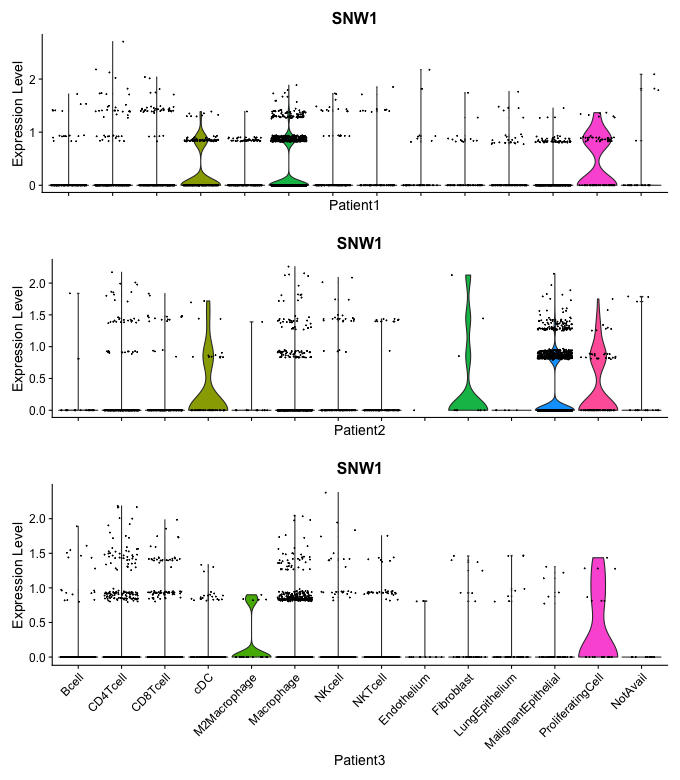 SNW1
Expression Level
2
1
0
Patient1
SNW1
Expression Level
2.0
1.5
1.0
0.5
0.0
Patient2
SNW1
Expression Level
2.0
1.5
1.0
0.5
0.0
Bcell
CD4Tcell
CD8Tcell
cDC
M2Macrophage
Macrophage
NKcell
NKTcell
Endothelium
Fibroblast
LungEpithelium
MalignantEpithelial
ProliferatingCell
NotAvail
Patient3